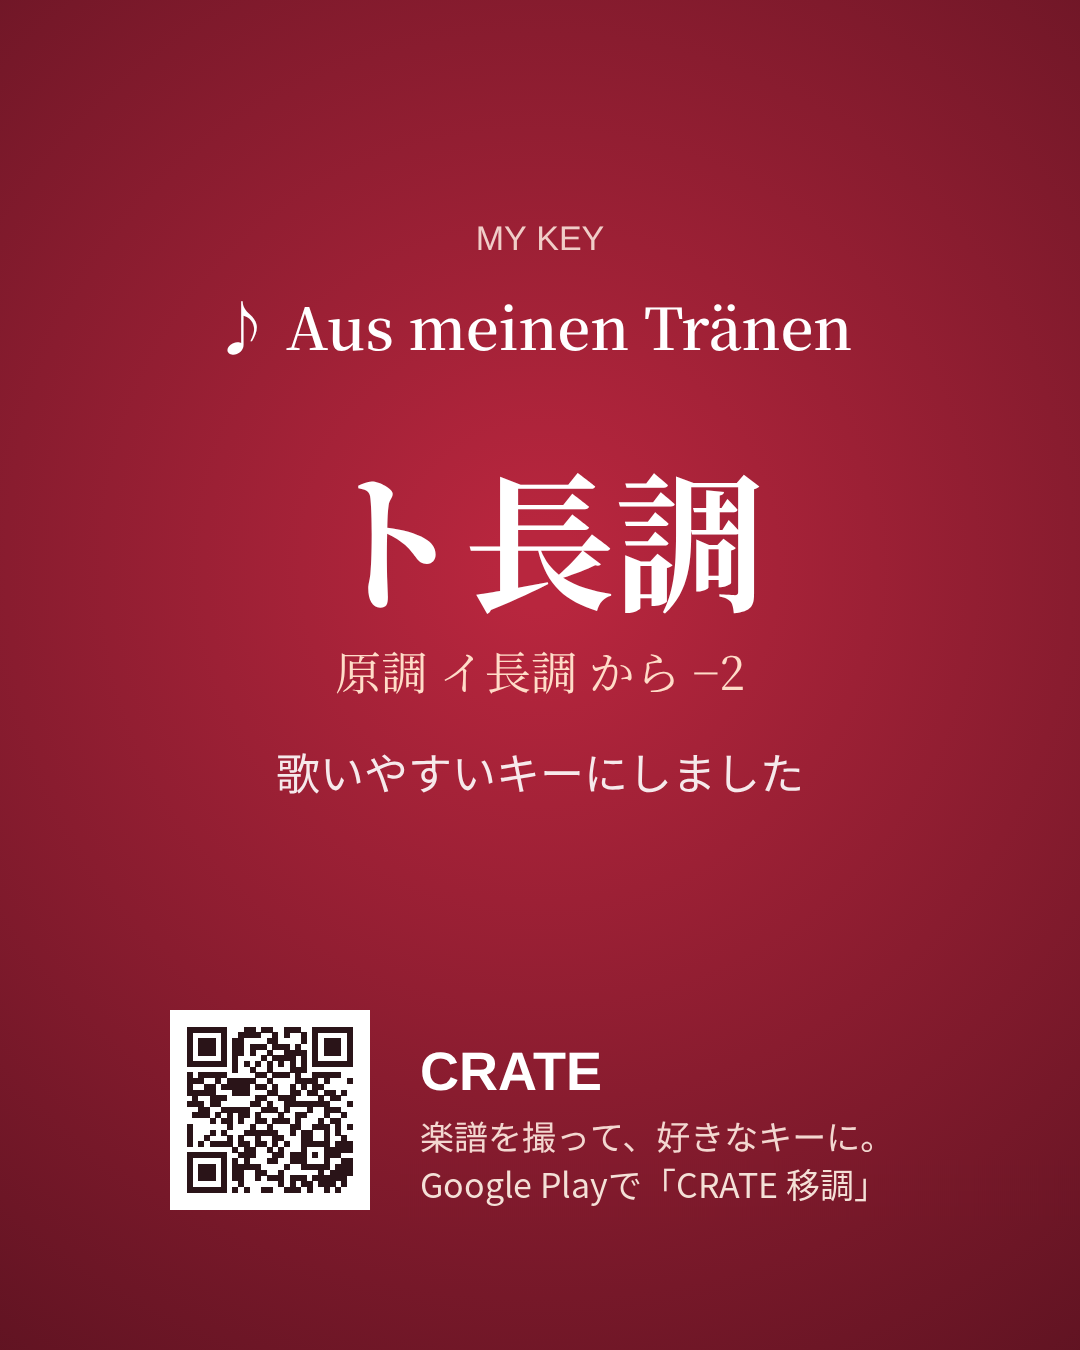 MY KEY
♪ Aus meinen Tränen
ト長調
原調 イ長調 から −2
歌いやすいキーにしました
CRATE
楽譜を撮って、好きなキーに。
Google Playで「CRATE 移調」